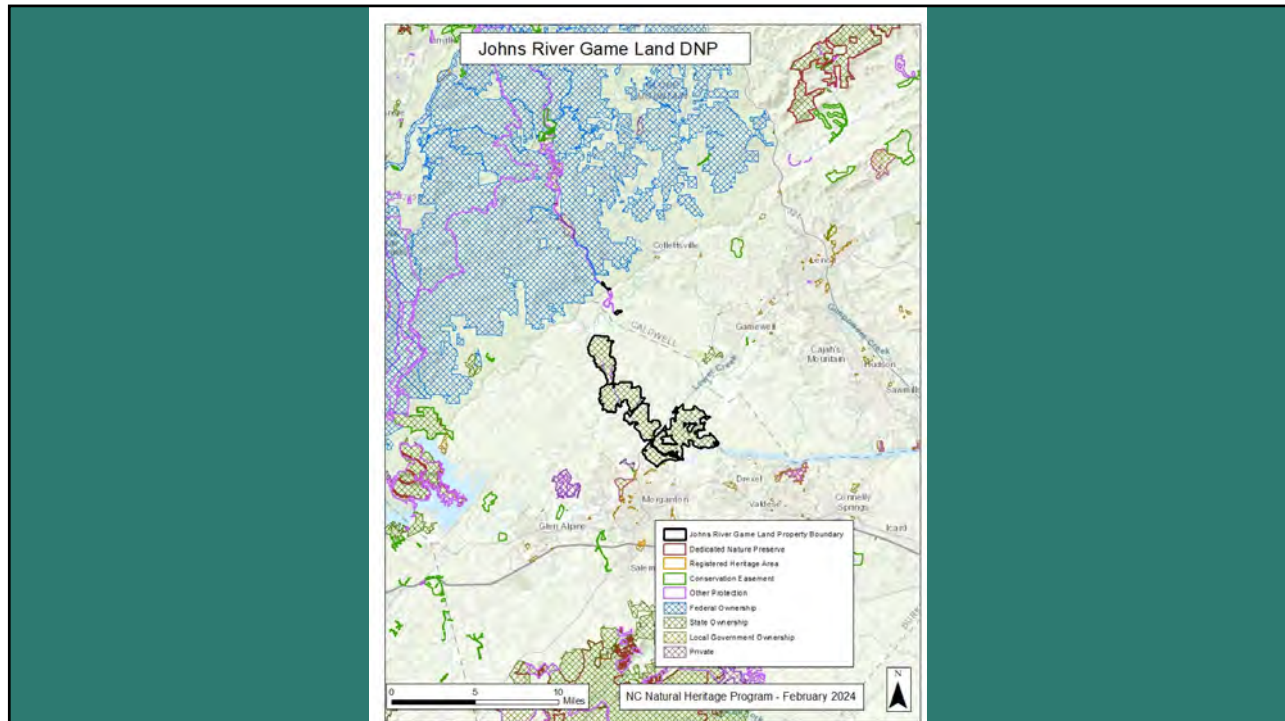 Johns River Game Land DNP
Collettsville
321
Lenoir
CALDWELL
Gamewell
Gunpowder Creek
Cajah's
Mountain
Hudson
Lower Creek
Sawmills
Drexel
Morganton
Valdese
Connelly
Springs
Glen Alpine
Icard
Salem
Johns River Game Land Property Boundary
Dedicated Nature Preserve
Registered Heritage Area
Conservation Easement
Other Protection
Federal Ownership
State Ownership
Local Government Ownership
Private
BURKE
0 5 10
Miles
NC Natural Heritage Program - February 2024
N